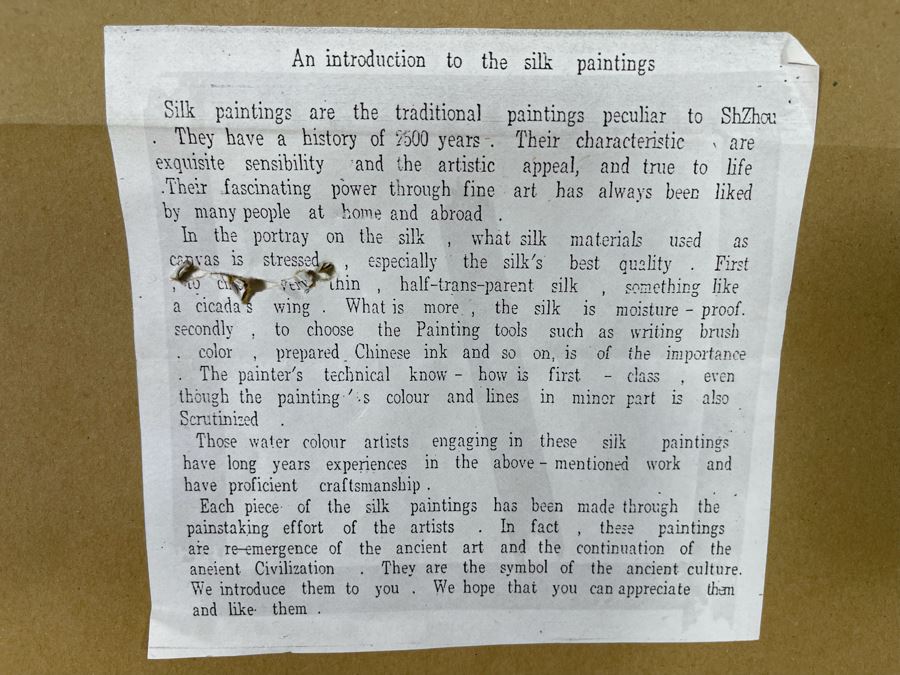 An introduction to the silk paintings
Silk paintings are the traditional paintings peculiar to ShZhou
. They have a history of 2500 years . Their characteristic 、 are
exquisite sensibility and the artistic appeal, and true to life
.Their fascinating power through fine art has always been liked
by many people at home and abroad .
In the portray on the silk , what silk materials used as
canvas is stressed , especially the silk's best quality . First
, to very thin , half-trans-parent silk , something like
a cicada's wing . What is more , the silk is moisture - proof.
secondly , to choose the Painting tools such as writing brush
. color , prepared Chinese ink and so on, is of the importance
. The painter's technical know - how is first - class , even
though the painting 's colour and lines in minor part is also
Scrutinized .
Those water colour artists engaging in these silk paintings
have long years experiences in the above - mentioned work and
have proficient craftsmanship .
Each piece of the silk paintings has been made through the
painstaking effort of the artists . In fact , these paintings
are re-emergence of the ancient art and the continuation of the
aneient Civilization . They are the symbol of the ancient culture.
We introduce them to you . We hope that you can appreciate them
and like them .